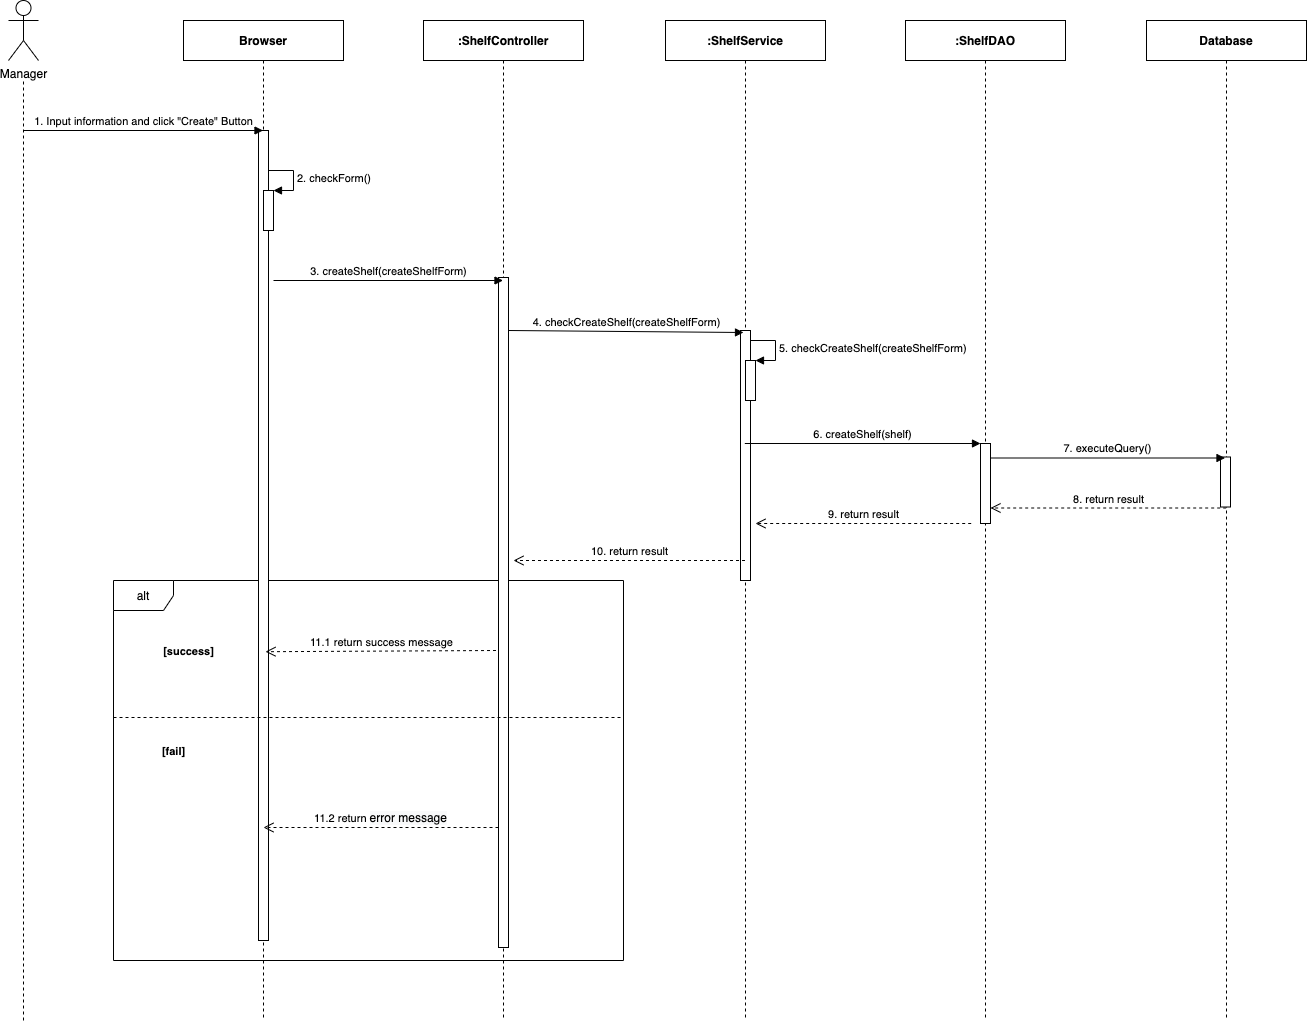 Manager
Browser
:ShelfController
:ShelfService
:ShelfDAO
Database
1. Input information and click "Create" Button
2. checkForm()
3. createShelf(createShelfForm)
4. checkCreateShelf(createShelfForm)
5. checkCreateShelf(createShelfForm)
6. createShelf(shelf)
7. executeQuery()
8. return result
9. return result
10. return result
alt
11.1 return success message
[success]
[fail]
11.2 return error message